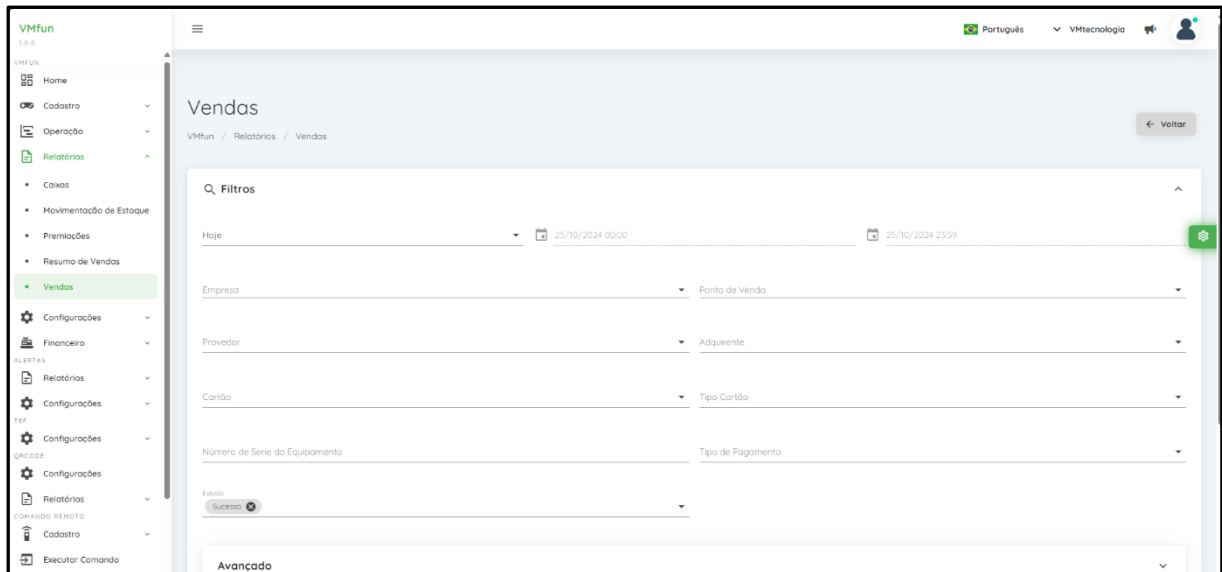 VMfun
1.0.0
VMFUN
Home
Cadastro
Operação
Relatórios
Caixas
Movimentação de Estoque
Premiações
Resumo de Vendas
Vendas
Configurações
Financeiro
ALERTAS
Relatórios
Configurações
TEF
Configurações
QRCODE
Configurações
Relatórios
COMANDO REMOTO
Cadastro
Executar Comando
Português
VMtecnologia
Vendas
VMfun / Relatórios / Vendas
Voltar
Filtros
Hoje 25/10/2024 00:00 25/10/2024 23:59
Empresa Ponto de Venda
Provedor Adquirente
Cartão Tipo Cartão
Número de Serie do Equipamento Tipo de Pagamento
Estado
Sucesso
Avançado